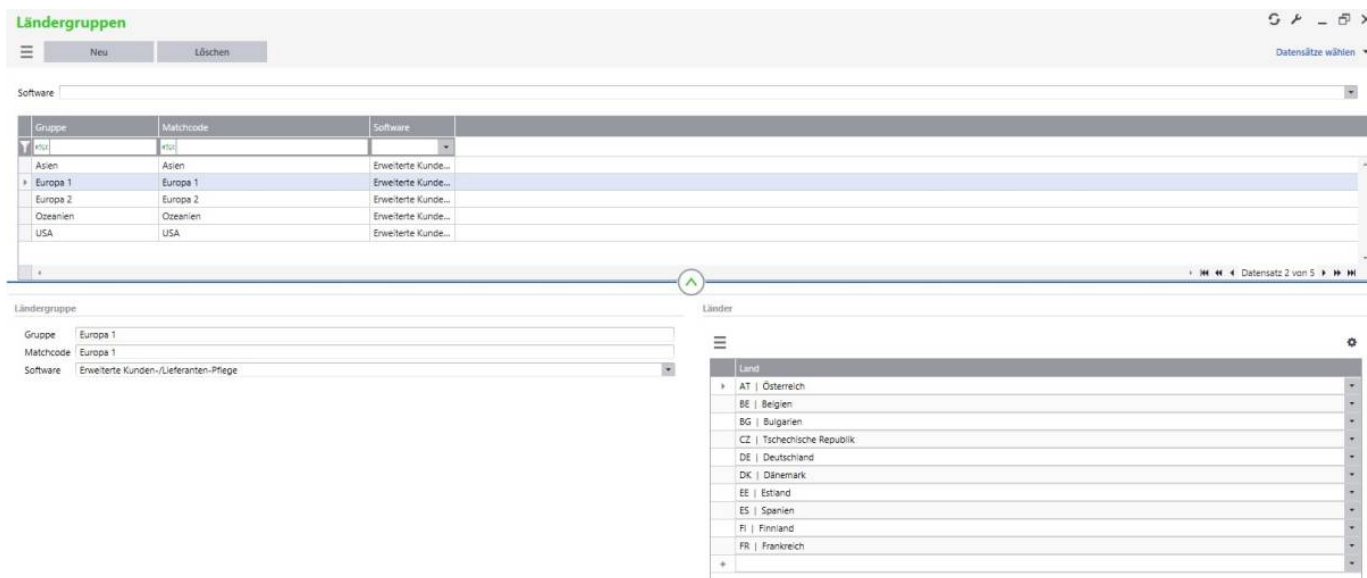 Ländergruppen
Neu Löschen Datensätze wählen
Software
Gruppe Matchcode Software
Asien Asien Erweiterte Kunde...
Europa 1 Europa 1 Erweiterte Kunde...
Europa 2 Europa 2 Erweiterte Kunde...
Ozeanien Ozeanien Erweiterte Kunde...
USA USA Erweiterte Kunde...
Datensatz 2 von 5
Ländergruppe
Gruppe Europa 1
Matchcode Europa 1
Software Erweiterte Kunden-/Lieferanten-Pflege
Länder
Land
AT | Österreich
BE | Belgien
BG | Bulgarien
CZ | Tschechische Republik
DE | Deutschland
DK | Dänemark
EE | Estland
ES | Spanien
FI | Finnland
FR | Frankreich